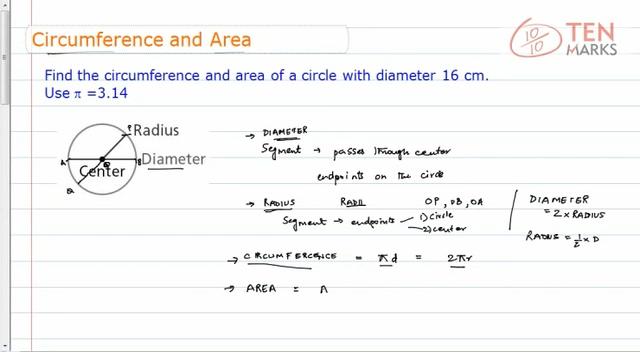 Circumference and Area
10/10 TEN MARKS
Find the circumference and area of a circle with diameter 16 cm.
Use π =3.14
P Radius
A B Diameter
O
Center
Q
→ DIAMETER
Segment → passes through center
endpoints on the circle
→ RADIUS RADII OP, OB, OA
Segment → endpoints 1) circle
2) center
DIAMETER
= 2 × RADIUS
RADIUS = 1/2 × D
→ CIRCUMFERENCE = πd = 2πr
→ AREA = A